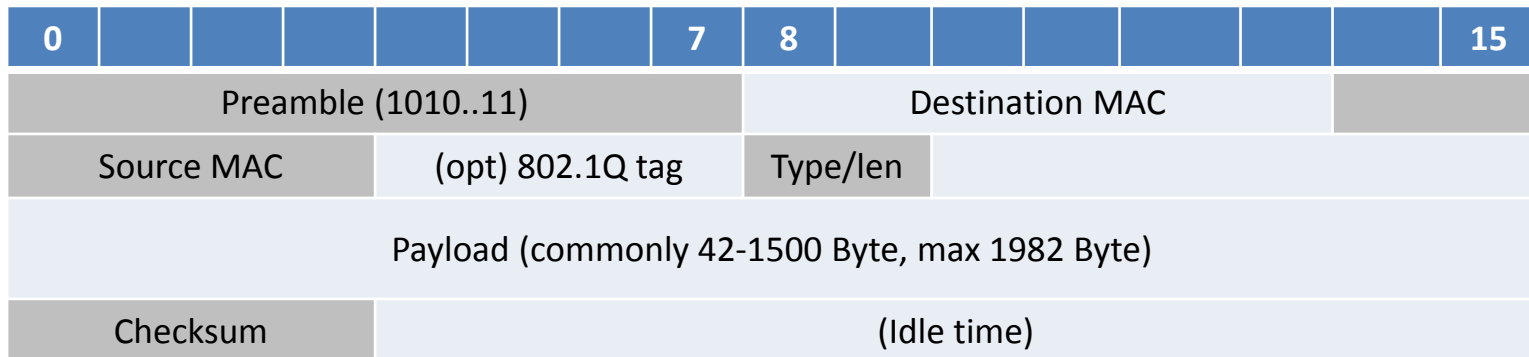 0 7 8 15
Preamble (1010..11) Destination MAC
Source MAC (opt) 802.1Q tag Type/len
Payload (commonly 42-1500 Byte, max 1982 Byte)
Checksum (Idle time)